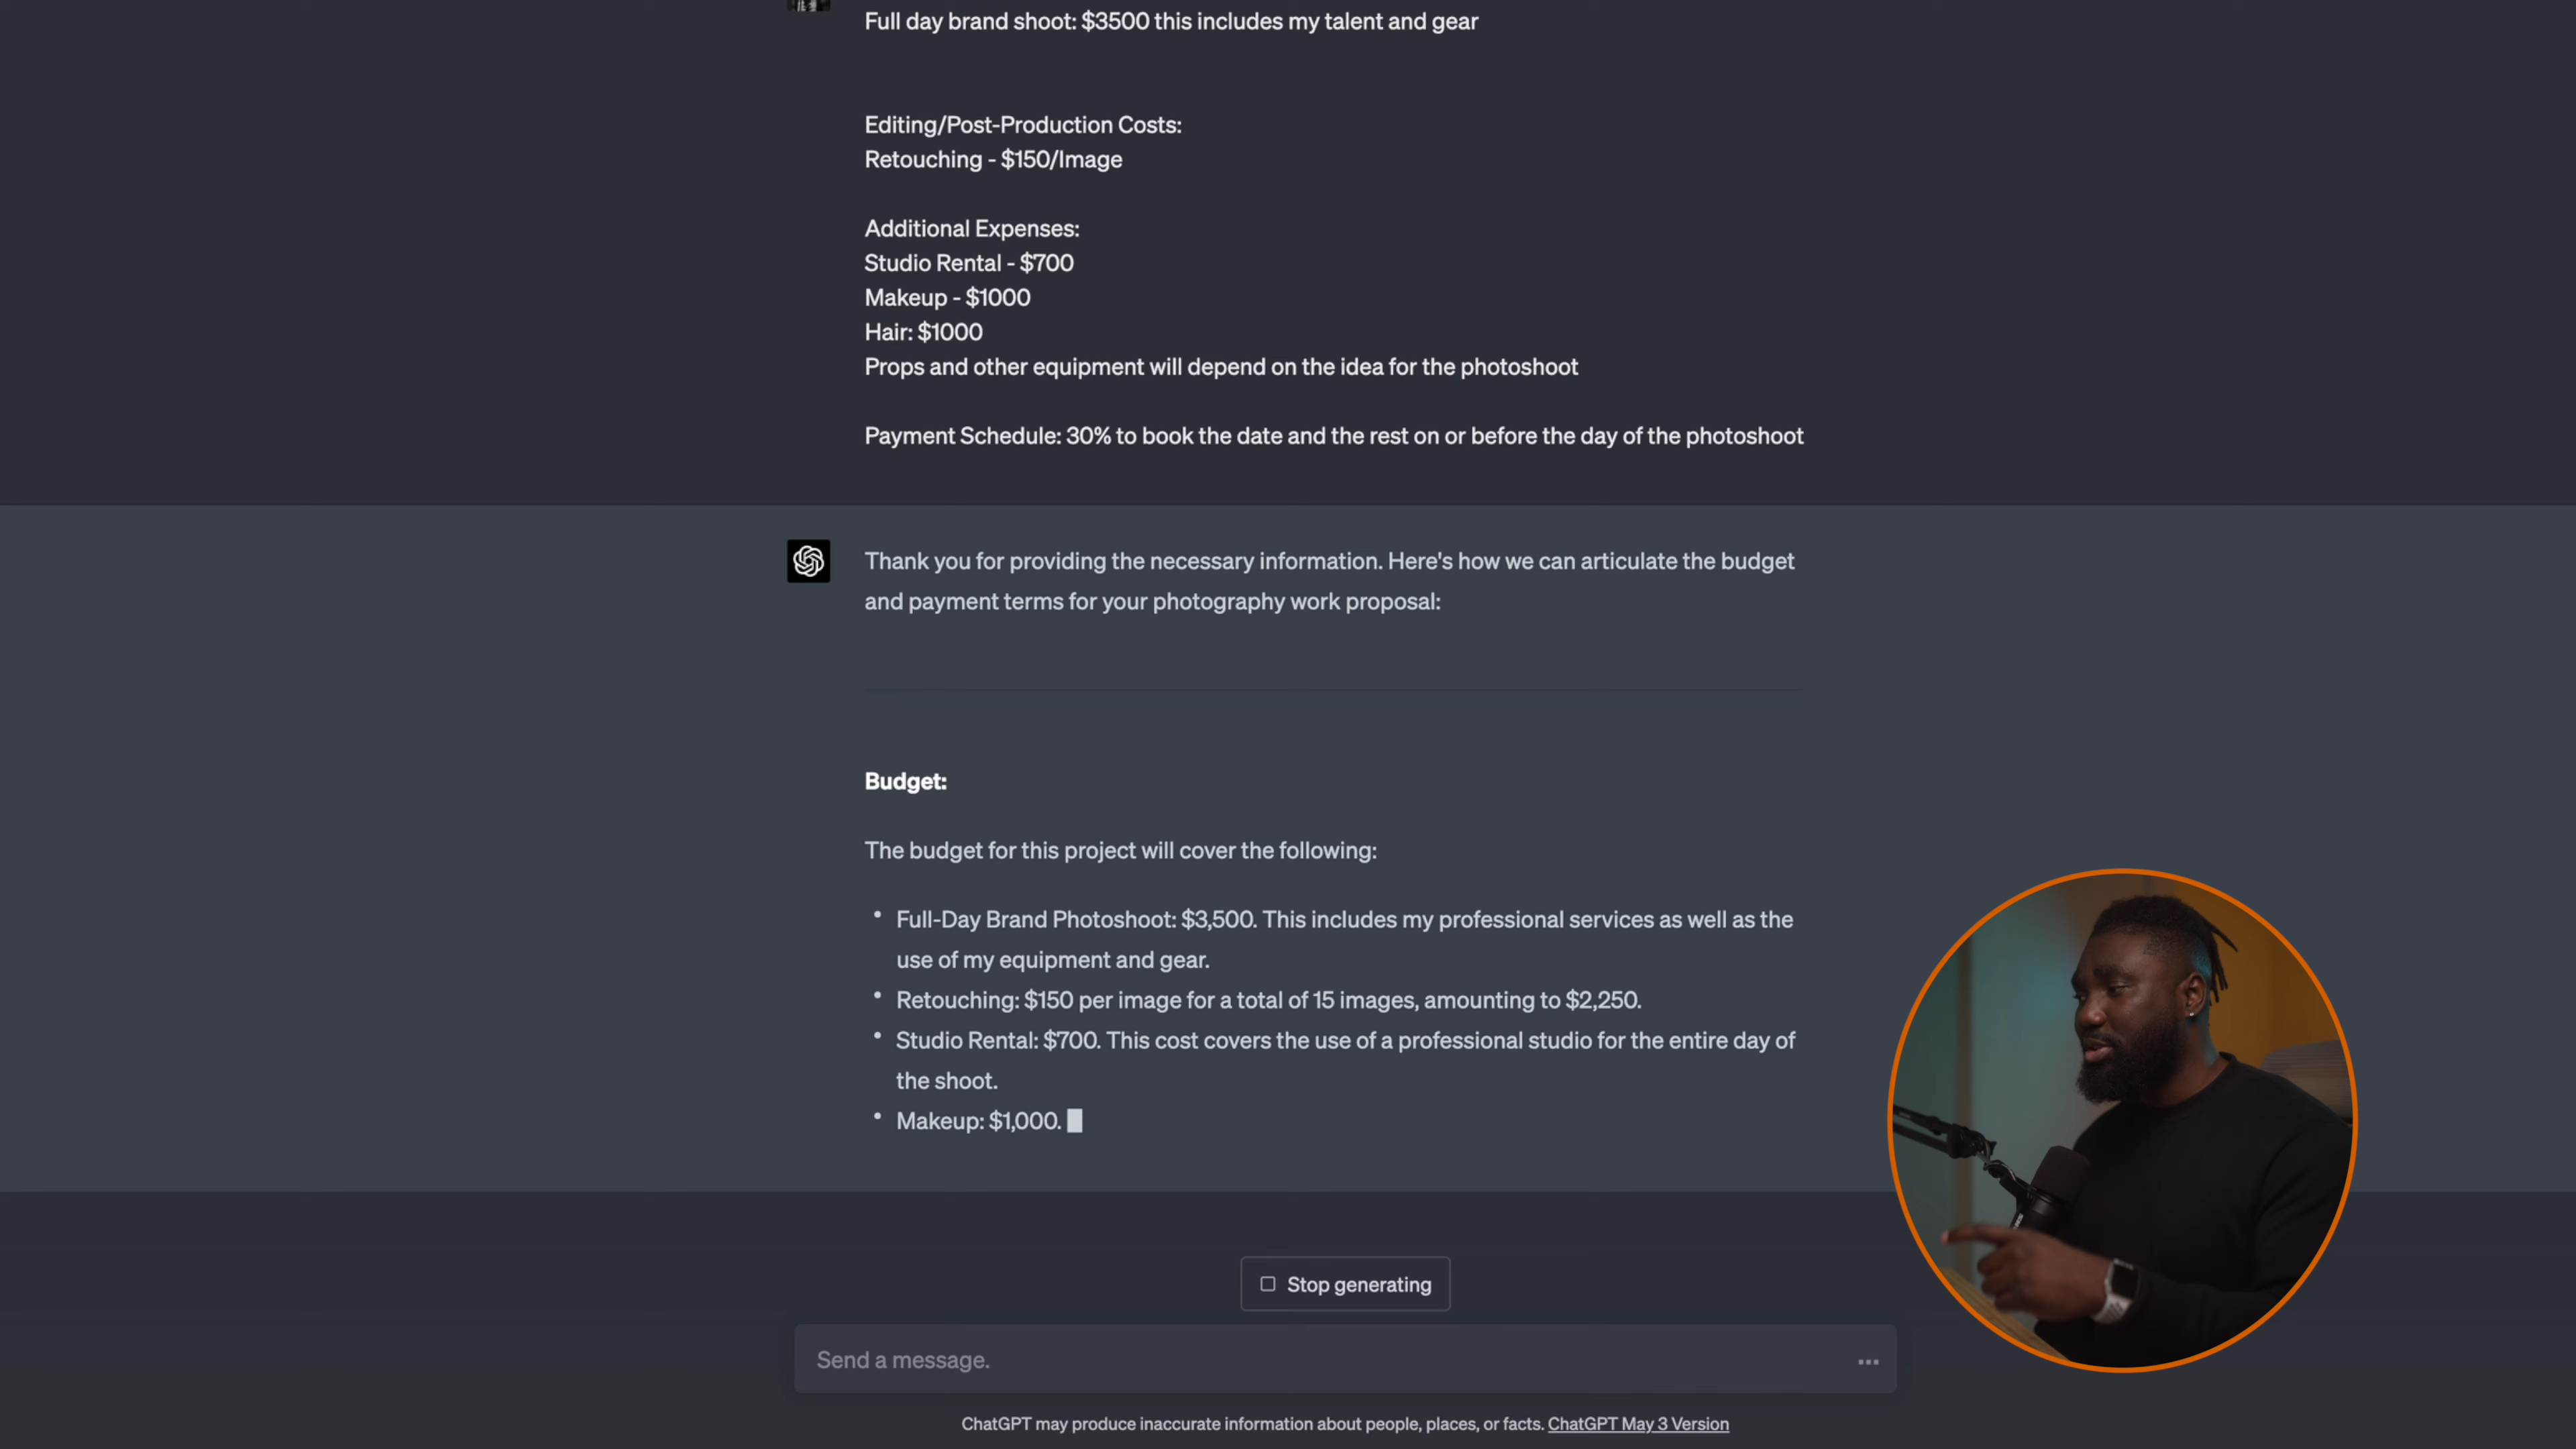 Full day brand shoot: $3500 this includes my talent and gear
Editing/Post-Production Costs:
Retouching - $150/Image
Additional Expenses:
Studio Rental - $700
Makeup - $1000
Hair: $1000
Props and other equipment will depend on the idea for the photoshoot
Payment Schedule: 30% to book the date and the rest on or before the day of the photoshoot
Thank you for providing the necessary information. Here's how we can articulate the budget
and payment terms for your photography work proposal:
Budget:
The budget for this project will cover the following:
• Full-Day Brand Photoshoot: $3,500. This includes my professional services as well as the
use of my equipment and gear.
• Retouching: $150 per image for a total of 15 images, amounting to $2,250.
• Studio Rental: $700. This cost covers the use of a professional studio for the entire day of
the shoot.
• Makeup: $1,000.
Stop generating
Send a message.
ChatGPT may produce inaccurate information about people, places, or facts. ChatGPT May 3 Version